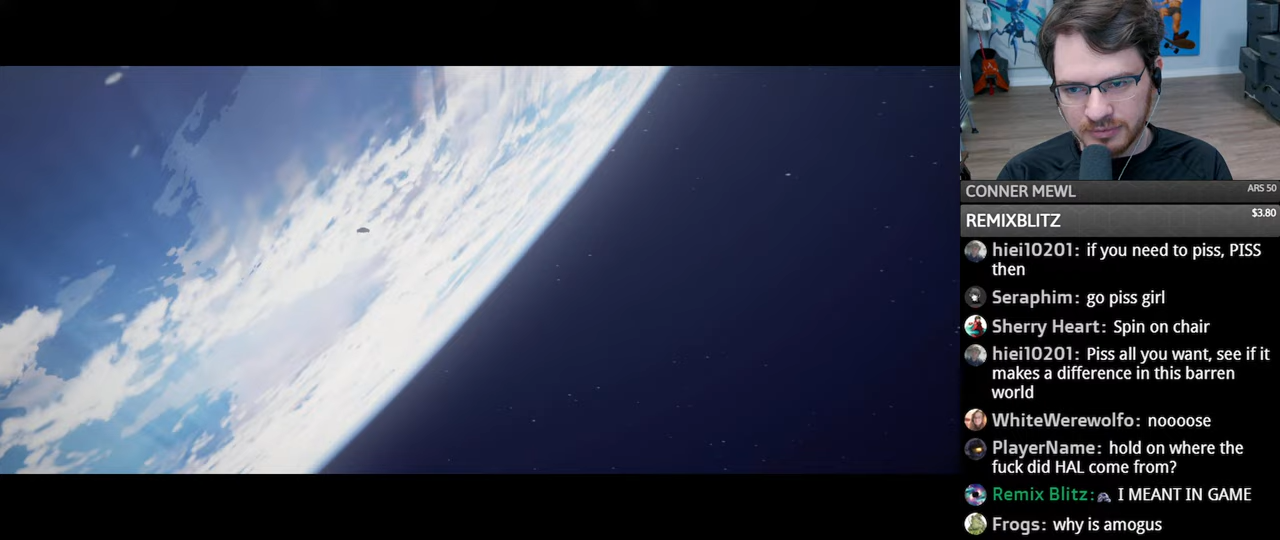 CONNER MEWL
ARS 50
REMIXBLITZ
$3.80
hiei10201: if you need to piss, PISS
then
Seraphim: go piss girl
Sherry Heart: Spin on chair
hiei10201: Piss all you want, see if it
makes a difference in this barren
world
WhiteWerewolfo: noooose
PlayerName: hold on where the
fuck did HAL come from?
Remix Blitz: I MEANT IN GAME
Frogs: why is amogus